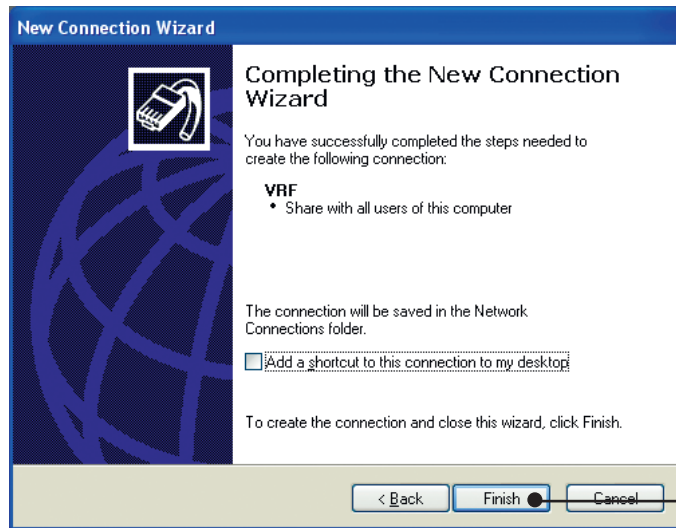 New Connection Wizard
Completing the New Connection
Wizard
You have successfully completed the steps needed to
create the following connection:
VRF
• Share with all users of this computer
The connection will be saved in the Network
Connections folder.
Add a shortcut to this connection to my desktop
To create the connection and close this wizard, click Finish.
< Back Finish Cancel